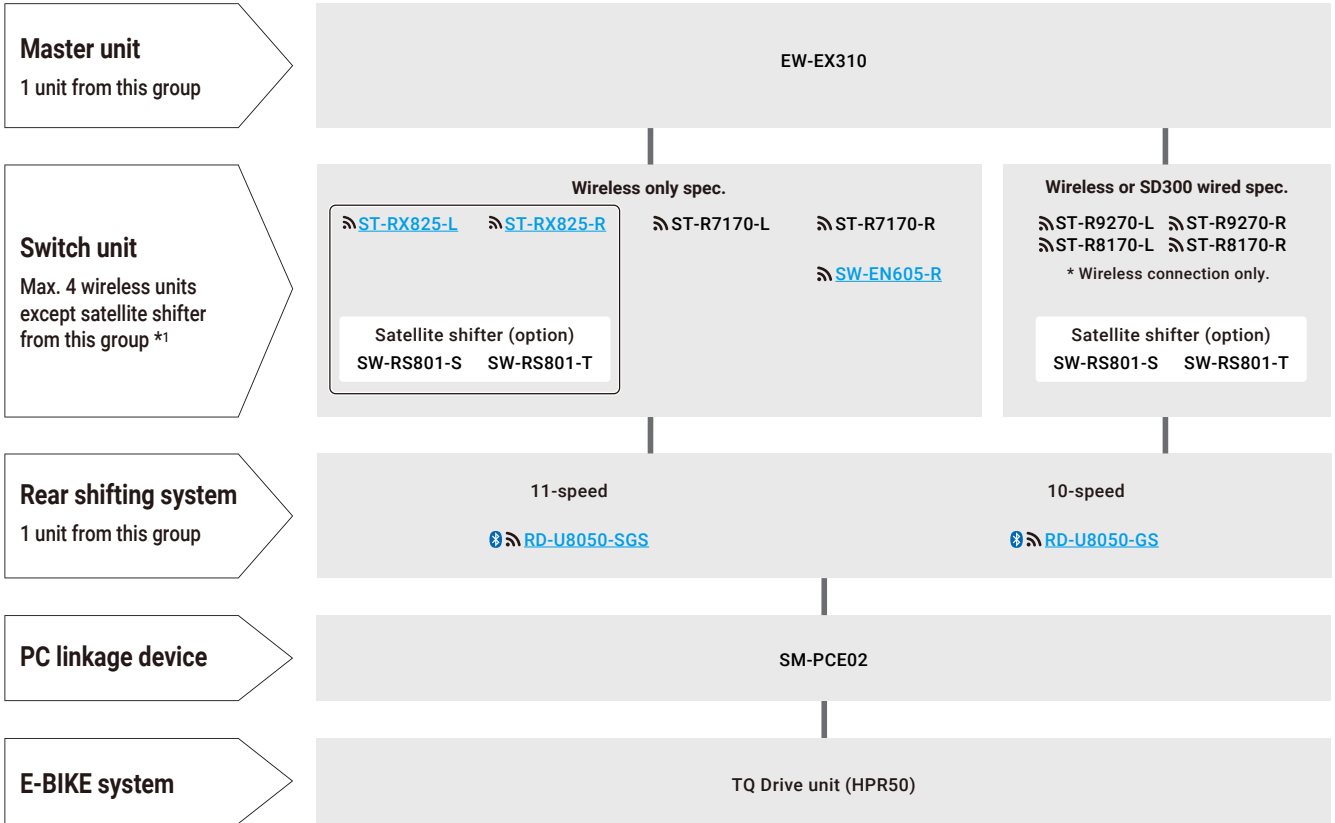 Master unit
1 unit from this group
EW-EX310
Switch unit
Max. 4 wireless units
except satellite shifter
from this group *1
Wireless only spec.
ST-RX825-L ST-RX825-R ST-R7170-L ST-R7170-R
SW-EN605-R
Satellite shifter (option)
SW-RS801-S SW-RS801-T
Wireless or SD300 wired spec.
ST-R9270-L ST-R9270-R
ST-R8170-L ST-R8170-R
* Wireless connection only.
Satellite shifter (option)
SW-RS801-S SW-RS801-T
Rear shifting system
1 unit from this group
11-speed
RD-U8050-SGS
10-speed
RD-U8050-GS
PC linkage device
SM-PCE02
E-BIKE system
TQ Drive unit (HPR50)